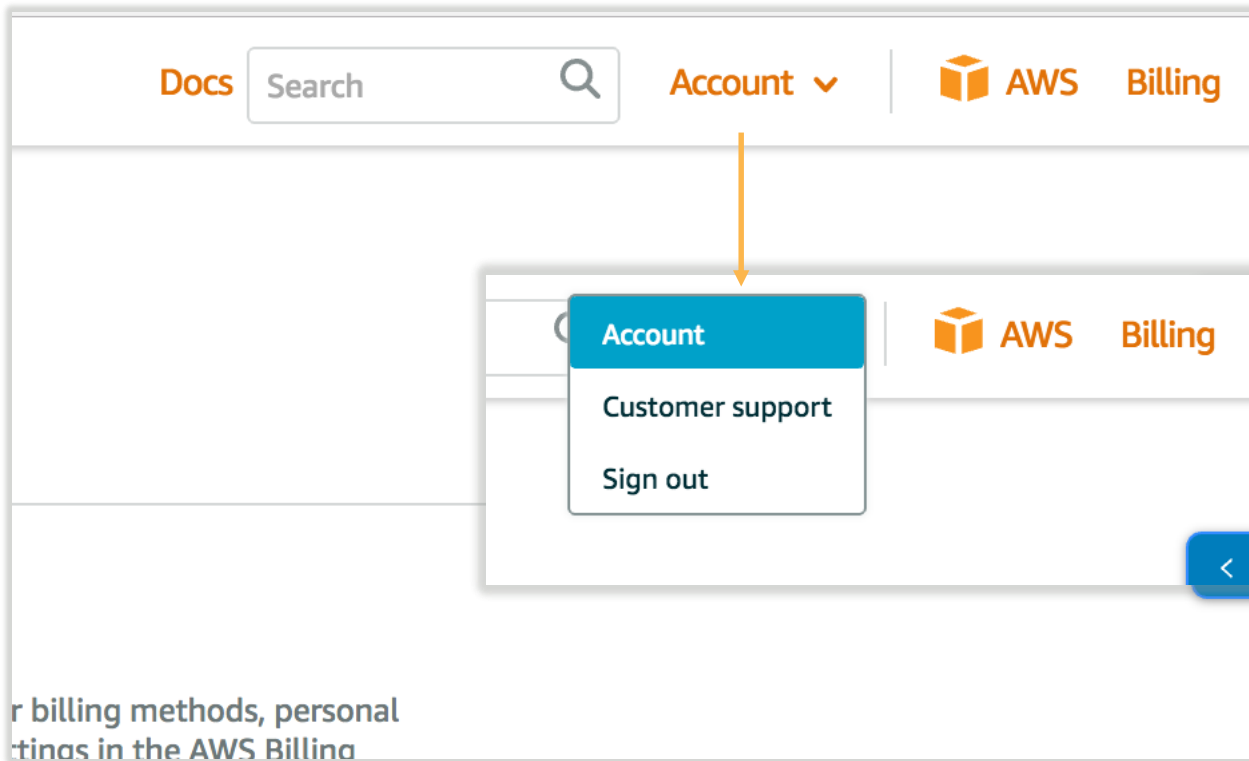 Docs Search Account AWS Billing
Account AWS Billing
Customer support
Sign out
r billing methods, personal
ttings in the AWS Billing